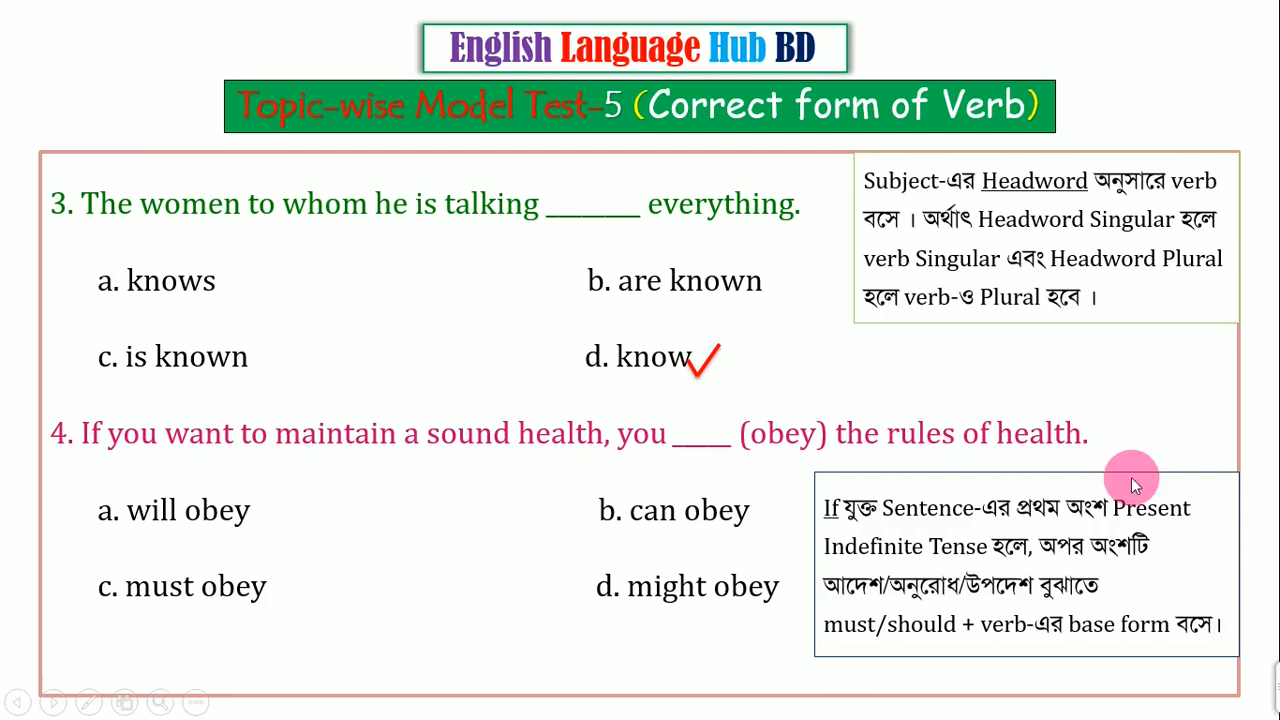 English Language Hub BD
Topic-wise Model Test-5 (Correct form of Verb)
3. The women to whom he is talking ________ everything.
a. knows
b. are known
c. is known
d. know
Subject-এর Headword অনুসারে verb
বসে । অর্থাৎ Headword Singular হলে
verb Singular এবং Headword Plural
হলে verb-ও Plural হবে ।
4. If you want to maintain a sound health, you _____ (obey) the rules of health.
a. will obey
b. can obey
c. must obey
d. might obey
If যুক্ত Sentence-এর প্রথম অংশ Present
Indefinite Tense হলে, অপর অংশটি
আদেশ/অনুরোধ/উপদেশ বুঝাতে
must/should + verb-এর base form বসে।